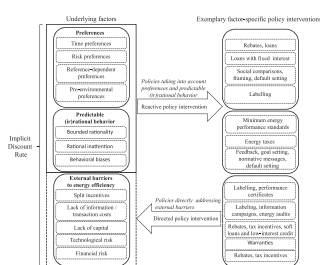 Underlying factors
Exemplary factor-specific policy interventions
Implicit
Discount
Rate
Preferences
Time preferences
Risk preferences
Reference-dependent
preferences
Pro-environmental
preferences
Predictable
(ir)rational behavior
Bounded rationality
Rational inattention
Behavioral biases
External barriers
to energy efficiency
Split incentives
Lack of information /
transaction costs
Lack of capital
Technological risk
Financial risk
Policies taking into account
preferences and predictable
(ir)rational behavior
Reactive policy intervention
Policies directly addressing
external barriers
Directed policy intervention
Rebates, loans
Loans with fixed interest
Social comparisons,
framing, default setting
Labelling
Minimum energy
performance standards
Energy taxes
Feedback, goal setting,
normative messages,
default setting
Labelling, performance
certificates
Labelling, information
campaigns, energy audits
Rebates, tax incentives, soft
loans and low-interest credit
Warranties
Rebates, tax incentives